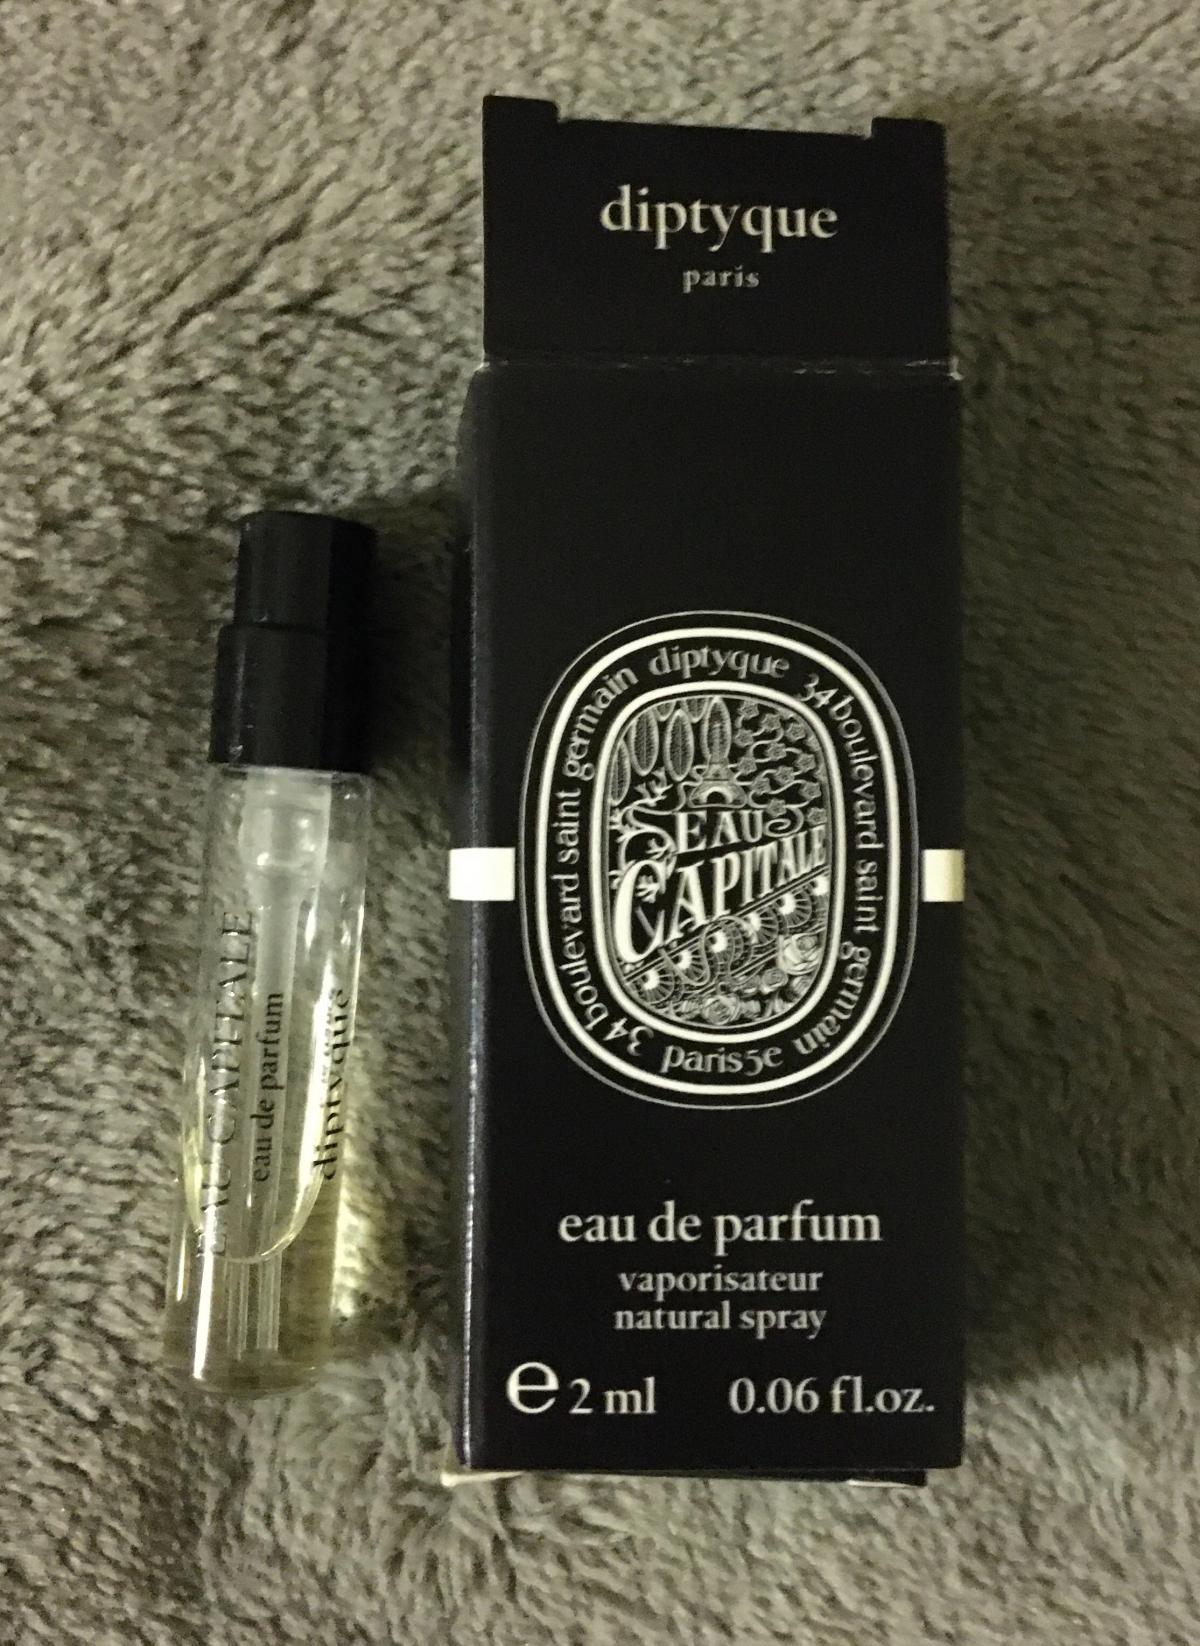 diptyque
paris
diptyque 34 boulevard saint germain paris5e 34 boulevard saint germain
EAU
CAPITALE
eau de parfum
vaporisateur
natural spray
e 2 ml 0.06 fl.oz.
EAU CAPITALE
eau de parfum
diptyque